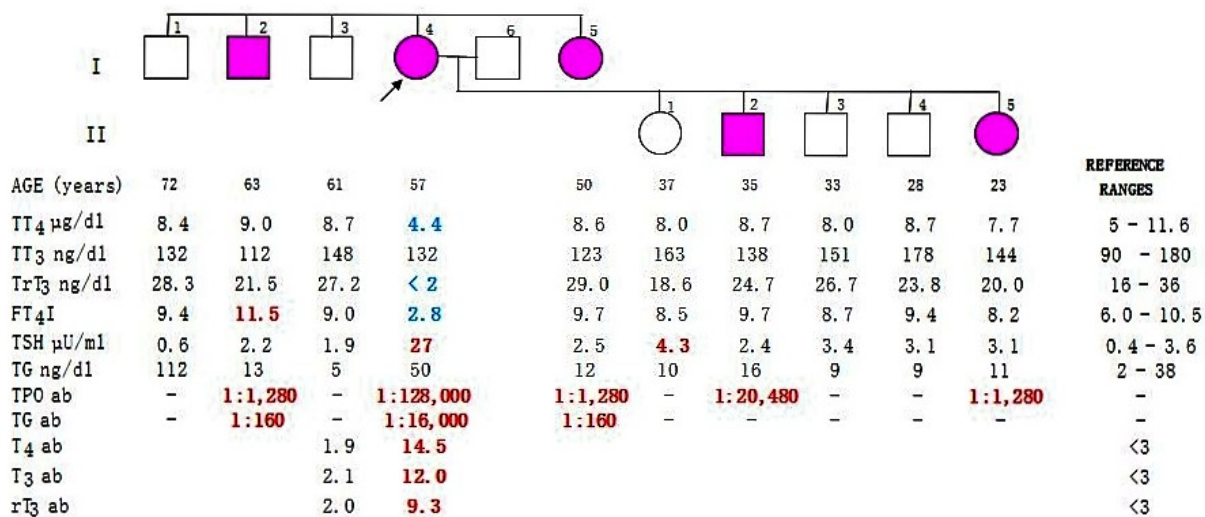 1 2 3 4 6 5
I
1 2 3 4 5
II
REFERENCE
RANGES
AGE (years) 72 63 61 57 50 37 35 33 28 23
TT4 µg/dl 8.4 9.0 8.7 4.4 8.6 8.0 8.7 8.0 8.7 7.7 5 - 11.6
TT3 ng/dl 132 112 148 132 123 163 138 151 178 144 90 - 180
TrT3 ng/dl 28.3 21.5 27.2 < 2 29.0 18.6 24.7 26.7 23.8 20.0 16 - 36
FT4I 9.4 11.5 9.0 2.8 9.7 8.5 9.7 8.7 9.4 8.2 6.0 - 10.5
TSH µU/ml 0.6 2.2 1.9 27 2.5 4.3 2.4 3.4 3.1 3.1 0.4 - 3.6
TG ng/dl 112 13 5 50 12 10 16 9 9 11 2 - 38
TPO ab - 1:1,280 - 1:128,000 1:1,280 - 1:20,480 - - 1:1,280 -
TG ab - 1:160 - 1:16,000 1:160 - - - - - -
T4 ab 1.9 14.5 <3
T3 ab 2.1 12.0 <3
rT3 ab 2.0 9.3 <3